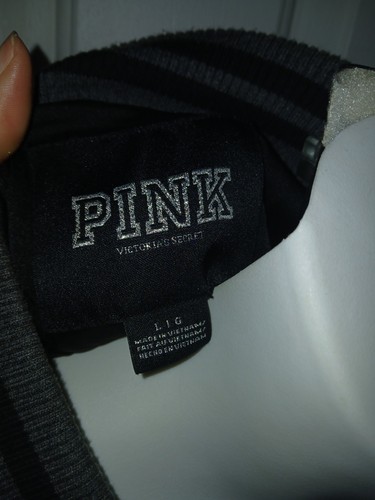 PINK
VICTORIA'S SECRET
L | G
MADE IN VIETNAM/
FAIT AU VIETNAM/
HECHO EN VIETNAM